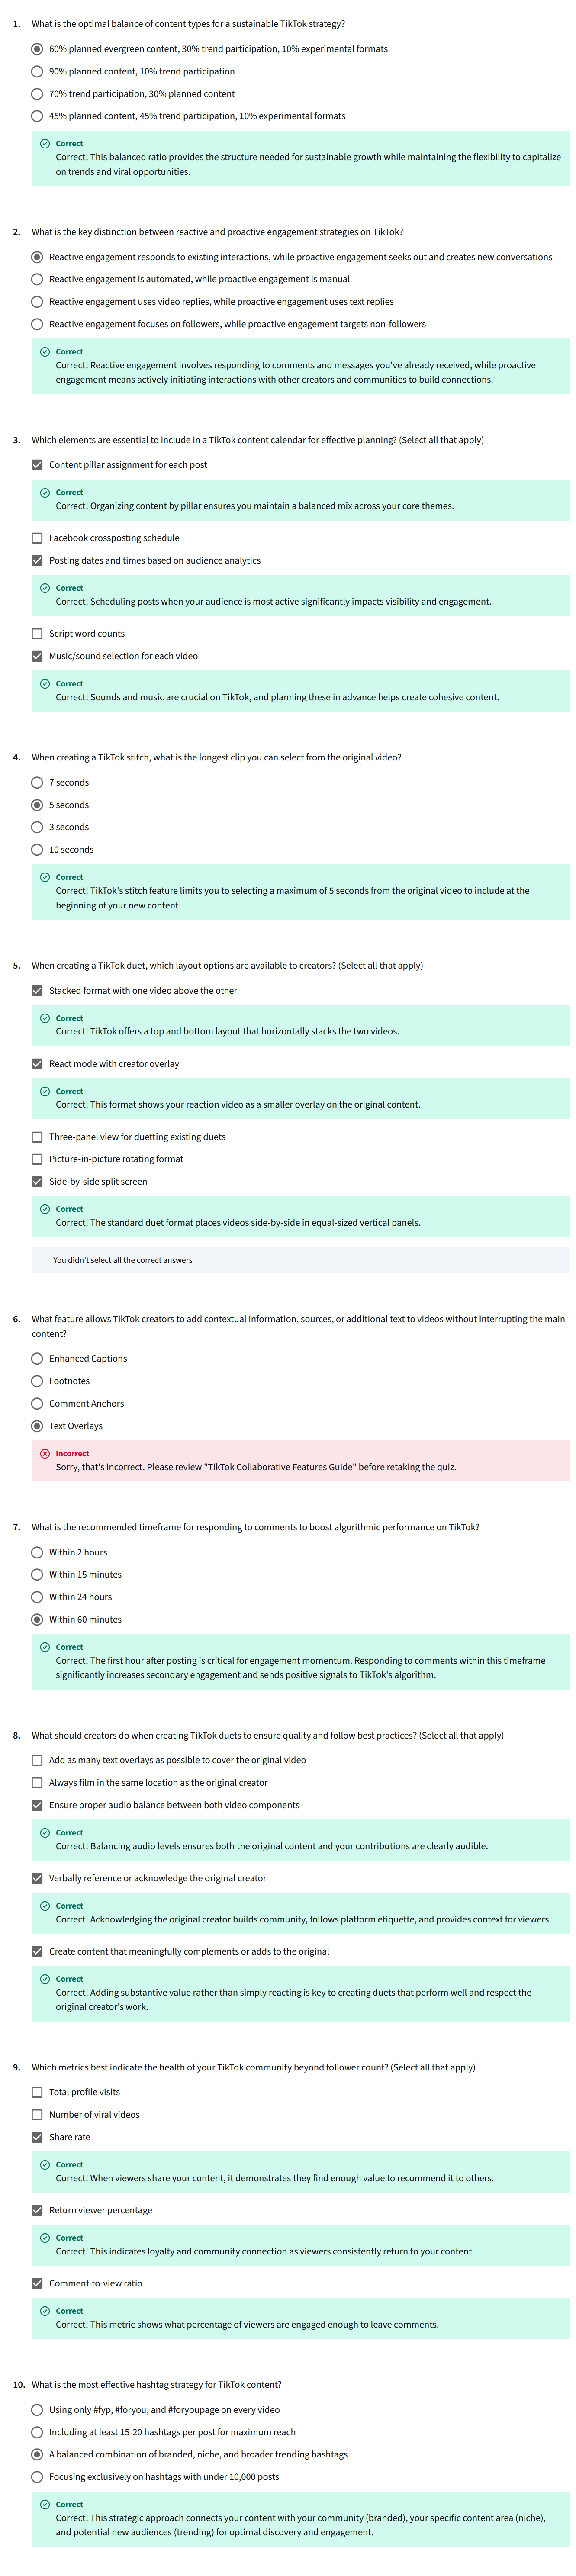 1. What is the optimal balance of content types for a sustainable TikTok strategy?
60% planned evergreen content, 30% trend participation, 10% experimental formats
90% planned content, 10% trend participation
70% trend participation, 30% planned content
45% planned content, 45% trend participation, 10% experimental formats
Correct
Correct! This balanced ratio provides the structure needed for sustainable growth while maintaining the flexibility to capitalize
on trends and viral opportunities.
2. What is the key distinction between reactive and proactive engagement strategies on TikTok?
Reactive engagement responds to existing interactions, while proactive engagement seeks out and creates new conversations
Reactive engagement is automated, while proactive engagement is manual
Reactive engagement uses video replies, while proactive engagement uses text replies
Reactive engagement focuses on followers, while proactive engagement targets non-followers
Correct
Correct! Reactive engagement involves responding to comments and messages you've already received, while proactive
engagement means actively initiating interactions with other creators and communities to build connections.
3. Which elements are essential to include in a TikTok content calendar for effective planning? (Select all that apply)
Content pillar assignment for each post
Correct
Correct! Organizing content by pillar ensures you maintain a balanced mix across your core themes.
Facebook crossposting schedule
Posting dates and times based on audience analytics
Correct
Correct! Scheduling posts when your audience is most active significantly impacts visibility and engagement.
Script word counts
Music/sound selection for each video
Correct
Correct! Sounds and music are crucial on TikTok, and planning these in advance helps create cohesive content.
4. When creating a TikTok stitch, what is the longest clip you can select from the original video?
7 seconds
5 seconds
3 seconds
10 seconds
Correct
Correct! TikTok's stitch feature limits you to selecting a maximum of 5 seconds from the original video to include at the
beginning of your new content.
5. When creating a TikTok duet, which layout options are available to creators? (Select all that apply)
Stacked format with one video above the other
Correct
Correct! TikTok offers a top and bottom layout that horizontally stacks the two videos.
React mode with creator overlay
Correct
Correct! This format shows your reaction video as a smaller overlay on the original content.
Three-panel view for duetting existing duets
Picture-in-picture rotating format
Side-by-side split screen
Correct
Correct! The standard duet format places videos side-by-side in equal-sized vertical panels.
You didn't select all the correct answers
6. What feature allows TikTok creators to add contextual information, sources, or additional text to videos without interrupting the main
content?
Enhanced Captions
Footnotes
Comment Anchors
Text Overlays
Incorrect
Sorry, that's incorrect. Please review "TikTok Collaborative Features Guide" before retaking the quiz.
7. What is the recommended timeframe for responding to comments to boost algorithmic performance on TikTok?
Within 2 hours
Within 15 minutes
Within 24 hours
Within 60 minutes
Correct
Correct! The first hour after posting is critical for engagement momentum. Responding to comments within this timeframe
significantly increases secondary engagement and sends positive signals to TikTok's algorithm.
8. What should creators do when creating TikTok duets to ensure quality and follow best practices? (Select all that apply)
Add as many text overlays as possible to cover the original video
Always film in the same location as the original creator
Ensure proper audio balance between both video components
Correct
Correct! Balancing audio levels ensures both the original content and your contributions are clearly audible.
Verbally reference or acknowledge the original creator
Correct
Correct! Acknowledging the original creator builds community, follows platform etiquette, and provides context for viewers.
Create content that meaningfully complements or adds to the original
Correct
Correct! Adding substantive value rather than simply reacting is key to creating duets that perform well and respect the
original creator's work.
9. Which metrics best indicate the health of your TikTok community beyond follower count? (Select all that apply)
Total profile visits
Number of viral videos
Share rate
Correct
Correct! When viewers share your content, it demonstrates they find enough value to recommend it to others.
Return viewer percentage
Correct
Correct! This indicates loyalty and community connection as viewers consistently return to your content.
Comment-to-view ratio
Correct
Correct! This metric shows what percentage of viewers are engaged enough to leave comments.
10. What is the most effective hashtag strategy for TikTok content?
Using only #fyp, #foryou, and #foryoupage on every video
Including at least 15-20 hashtags per post for maximum reach
A balanced combination of branded, niche, and broader trending hashtags
Focusing exclusively on hashtags with under 10,000 posts
Correct
Correct! This strategic approach connects your content with your community (branded), your specific content area (niche),
and potential new audiences (trending) for optimal discovery and engagement.